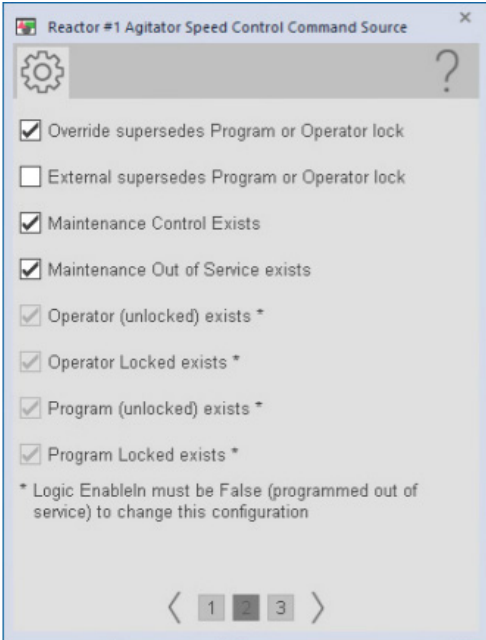 Reactor #1 Agitator Speed Control Command Source
Override supersedes Program or Operator lock
External supersedes Program or Operator lock
Maintenance Control Exists
Maintenance Out of Service exists
Operator (unlocked) exists *
Operator Locked exists *
Program (unlocked) exists *
Program Locked exists *
* Logic EnableIn must be False (programmed out of
service) to change this configuration
1 2 3